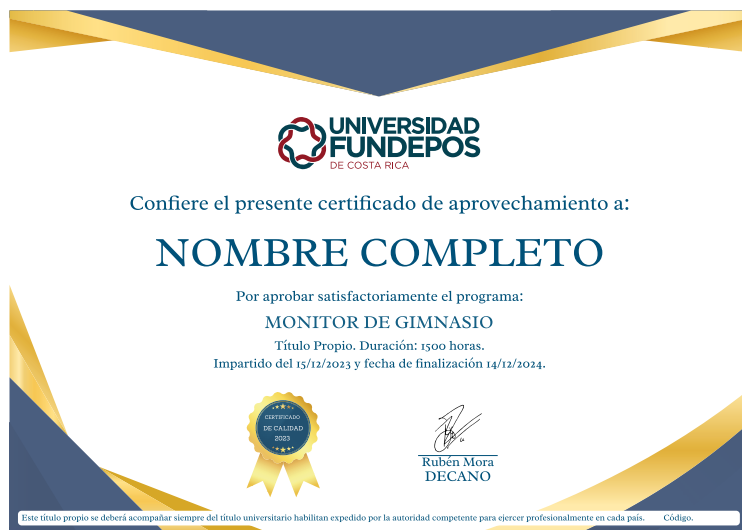 UNIVERSIDAD
FUNDEPOS
DE COSTA RICA
Confiere el presente certificado de aprovechamiento a:
NOMBRE COMPLETO
Por aprobar satisfactoriamente el programa:
MONITOR DE GIMNASIO
Título Propio. Duración: 1500 horas.
Impartido del 15/12/2023 y fecha de finalización 14/12/2024.
CERTIFICADO
DE CALIDAD
2023
Rubén Mora
DECANO
Este título propio se deberá acompañar siempre del título universitario habilitan expedido por la autoridad competente para ejercer profesionalmente en cada país. Código.